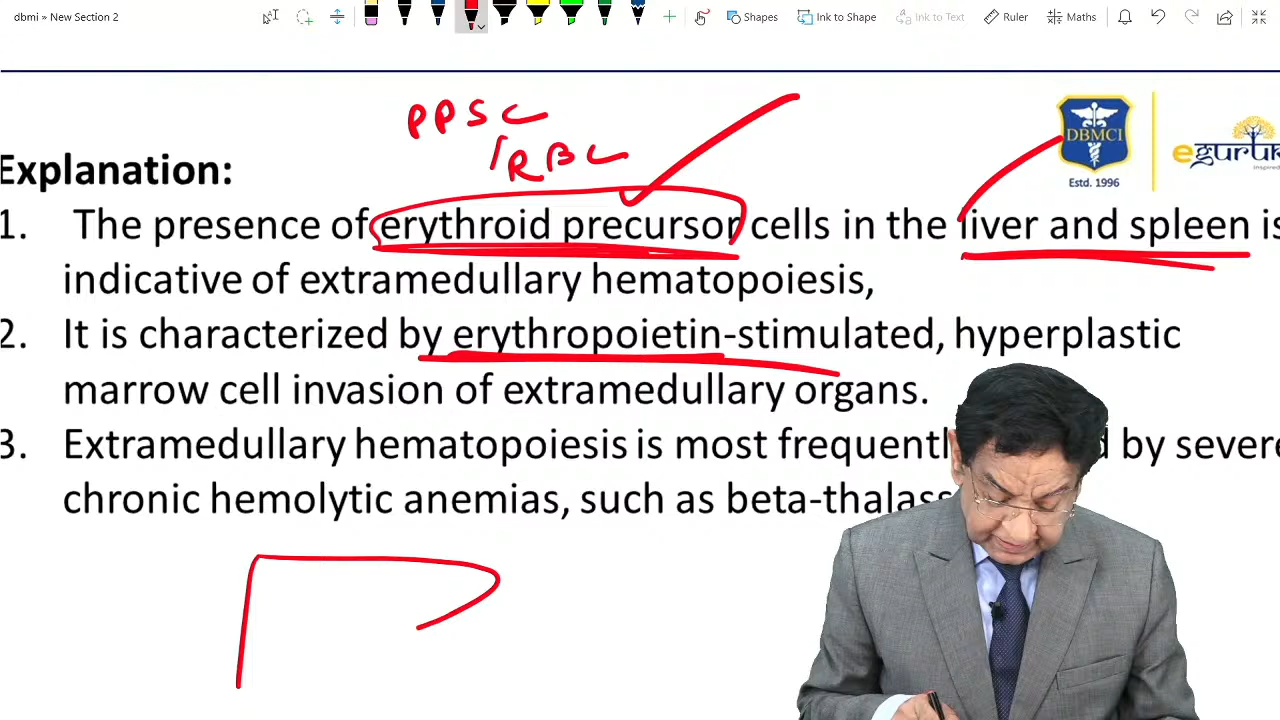 dbmi » New Section 2
Shapes
Ink to Shape
Ink to Text
Ruler
Maths
PPSC
RBC
DBMCI
Estd. 1996
eguruk
Explanation:
1. The presence of erythroid precursor cells in the liver and spleen is
indicative of extramedullary hematopoiesis,
2. It is characterized by erythropoietin-stimulated, hyperplastic
marrow cell invasion of extramedullary organs.
3. Extramedullary hematopoiesis is most frequentl d by severe
chronic hemolytic anemias, such as beta-thalass